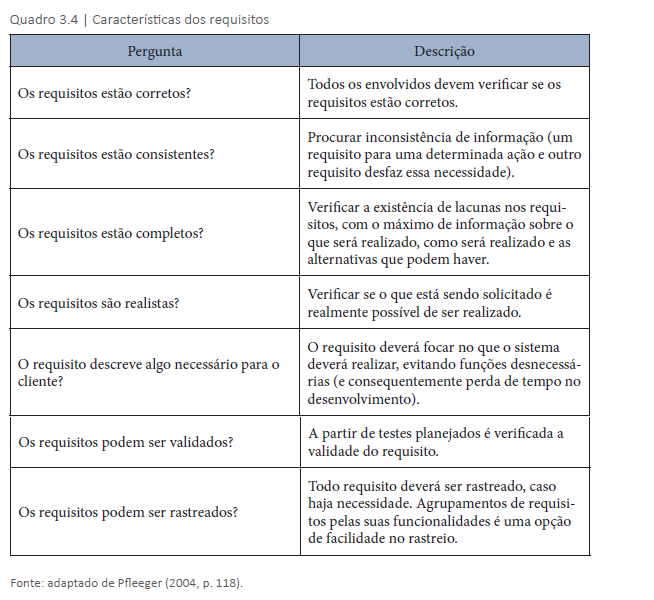 Quadro 3.4 | Características dos requisitos
Pergunta
Descrição
Os requisitos estão corretos?
Todos os envolvidos devem verificar se os
requisitos estão corretos.
Os requisitos estão consistentes?
Procurar inconsistência de informação (um
requisito para uma determinada ação e outro
requisito desfaz essa necessidade).
Os requisitos estão completos?
Verificar a existência de lacunas nos requi-
sitos, com o máximo de informação sobre o
que será realizado, como será realizado e as
alternativas que podem haver.
Os requisitos são realistas?
Verificar se o que está sendo solicitado é
realmente possível de ser realizado.
O requisito descreve algo necessário para o
cliente?
O requisito deverá focar no que o sistema
deverá realizar, evitando funções desnecessá-
rias (e consequentemente perda de tempo no
desenvolvimento).
Os requisitos podem ser validados?
A partir de testes planejados é verificada a
validade do requisito.
Os requisitos podem ser rastreados?
Todo requisito deverá ser rastreado, caso
haja necessidade. Agrupamentos de requisi-
tos pelas suas funcionalidades é uma opção
de facilidade no rastreio.
Fonte: adaptado de Pfleeger (2004, p. 118).